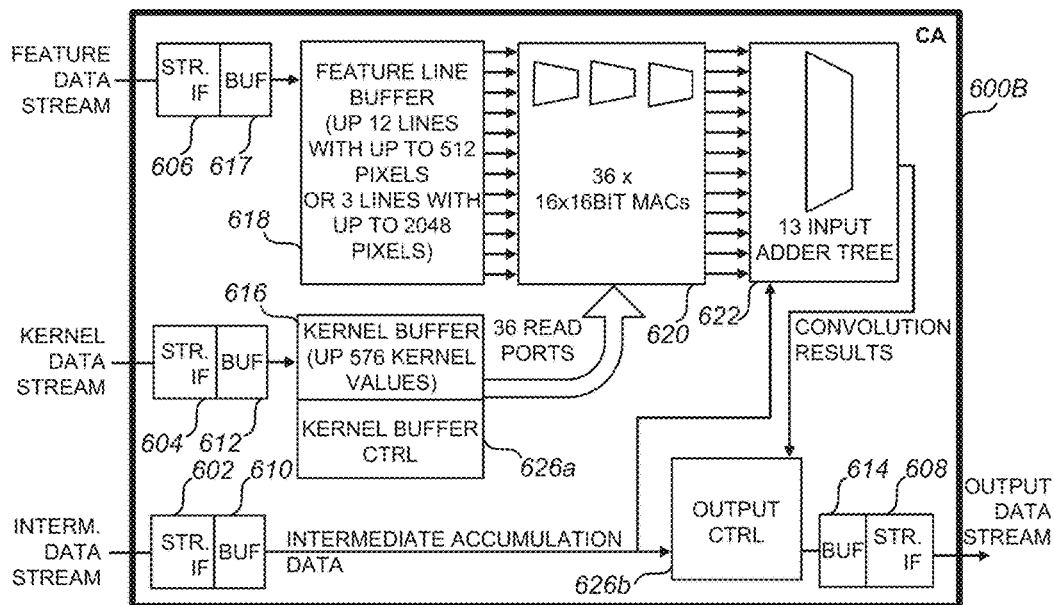 CA
600B
FEATURE
DATA
STREAM
STR.
IF
BUF
606
617
FEATURE LINE
BUFFER
(UP 12 LINES
WITH UP TO 512
PIXELS
OR 3 LINES WITH
UP TO 2048
PIXELS)
618
36 x
16x16BIT MACs
620
13 INPUT
ADDER TREE
622
CONVOLUTION
RESULTS
KERNEL
DATA
STREAM
STR.
IF
BUF
604
612
616
KERNEL BUFFER
(UP 576 KERNEL
VALUES)
KERNEL BUFFER
CTRL
626a
36 READ
PORTS
INTERM.
DATA
STREAM
602
610
STR.
IF
BUF
INTERMEDIATE ACCUMULATION
DATA
OUTPUT
CTRL
626b
614
608
BUF
STR.
IF
OUTPUT
DATA
STREAM